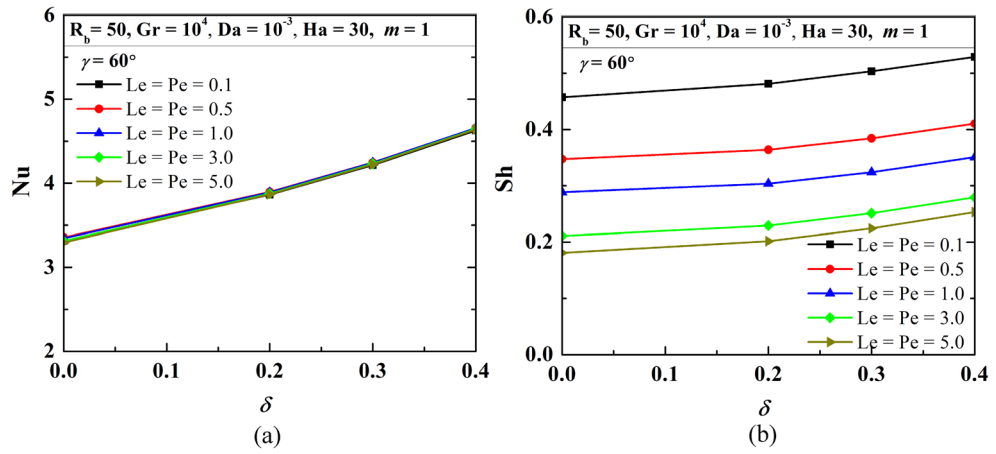 (a)
R_b = 50, Gr = 10^4, Da = 10^-3, Ha = 30, m = 1
γ = 60°
Le = Pe = 0.1
Le = Pe = 0.5
Le = Pe = 1.0
Le = Pe = 3.0
Le = Pe = 5.0
6
5
4
3
2
Nu
0.0 0.1 0.2 0.3 0.4
δ
(a)
(b)
R_b = 50, Gr = 10^4, Da = 10^-3, Ha = 30, m = 1
γ = 60°
0.6
0.4
0.2
0.0
Sh
Le = Pe = 0.1
Le = Pe = 0.5
Le = Pe = 1.0
Le = Pe = 3.0
Le = Pe = 5.0
0.0 0.1 0.2 0.3 0.4
δ
(b)